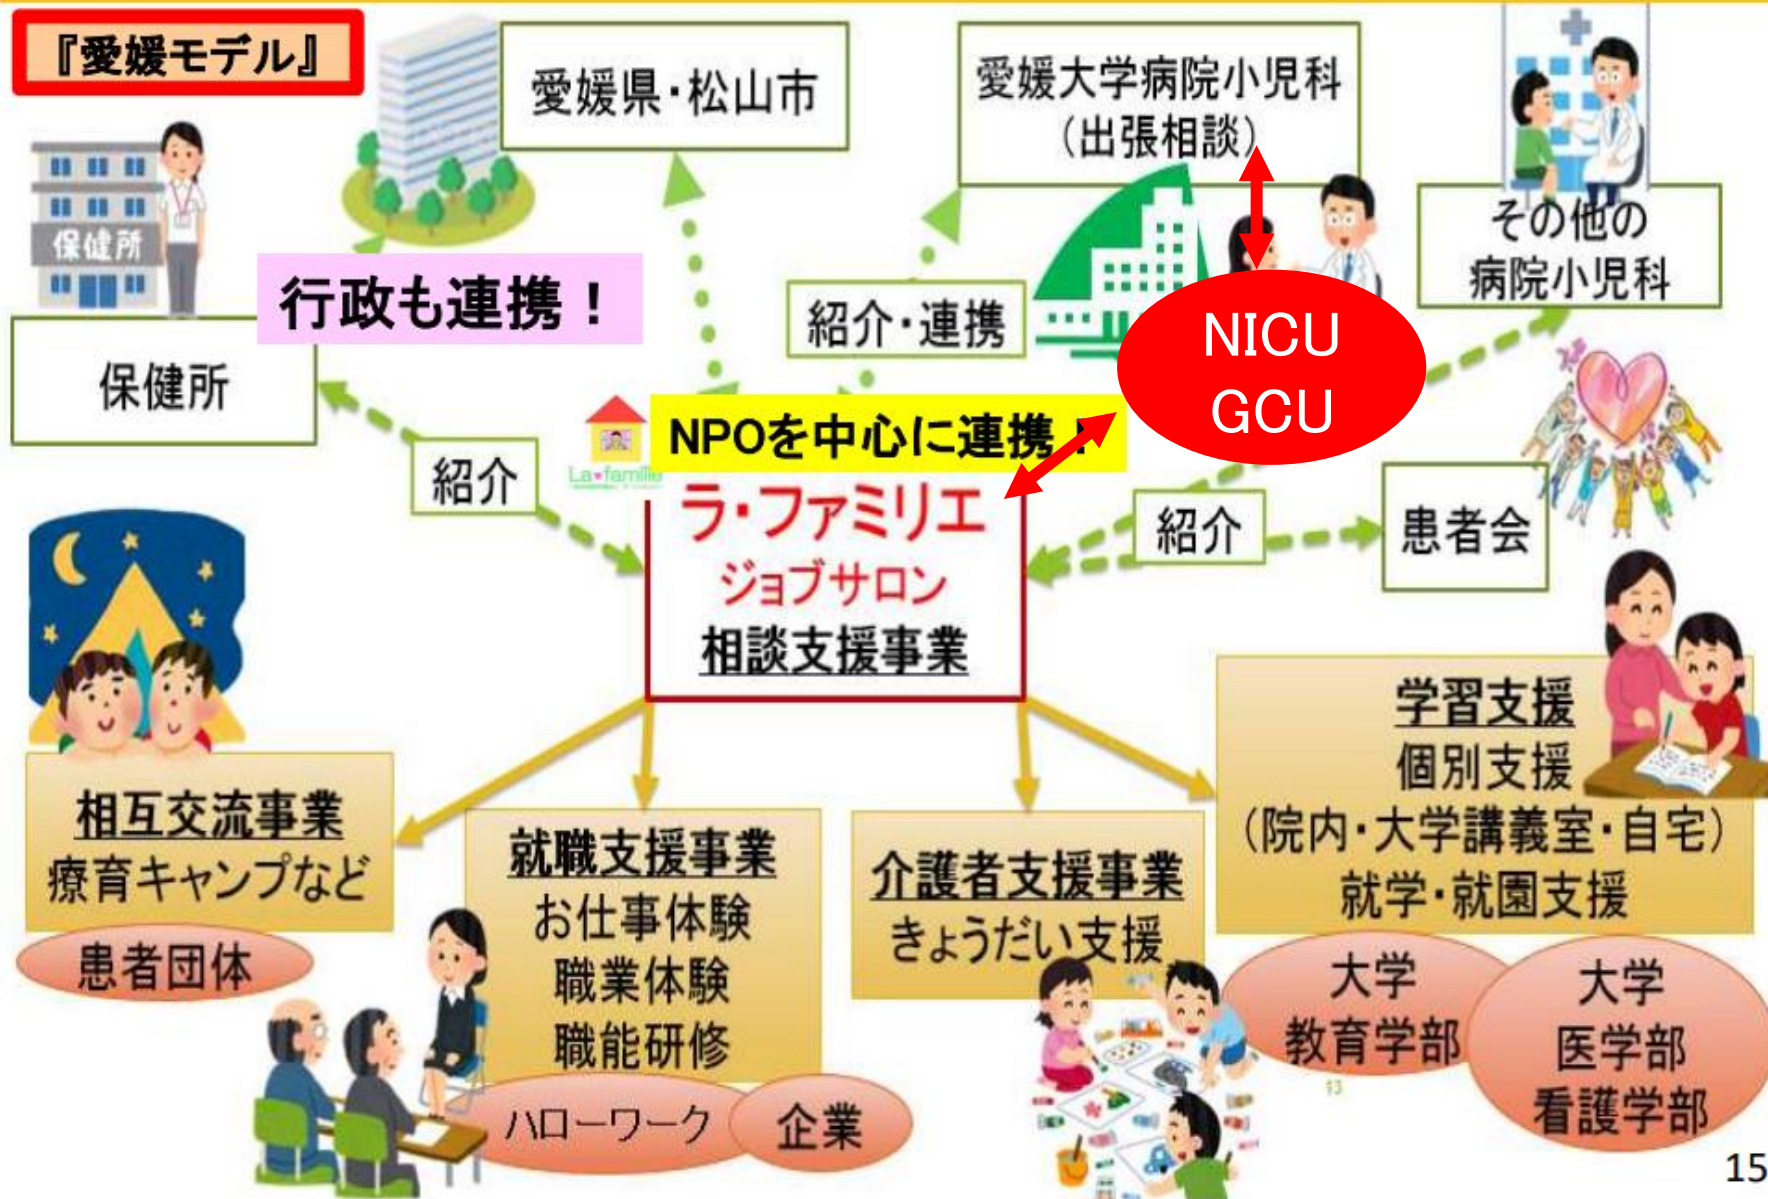 『愛媛モデル』
愛媛県・松山市
愛媛大学病院小児科
（出張相談）
その他の
病院小児科
保健所
保健所
行政も連携！
紹介・連携
NICU
GCU
NPOを中心に連携！
La♥famille
紹介
ラ・ファミリエ
ジョブサロン
相談支援事業
紹介
患者会
相互交流事業
療育キャンプなど
患者団体
就職支援事業
お仕事体験
職業体験
職能研修
ハローワーク
企業
介護者支援事業
きょうだい支援
学習支援
個別支援
（院内・大学講義室・自宅）
就学・就園支援
大学
教育学部
大学
医学部
看護学部
13
15